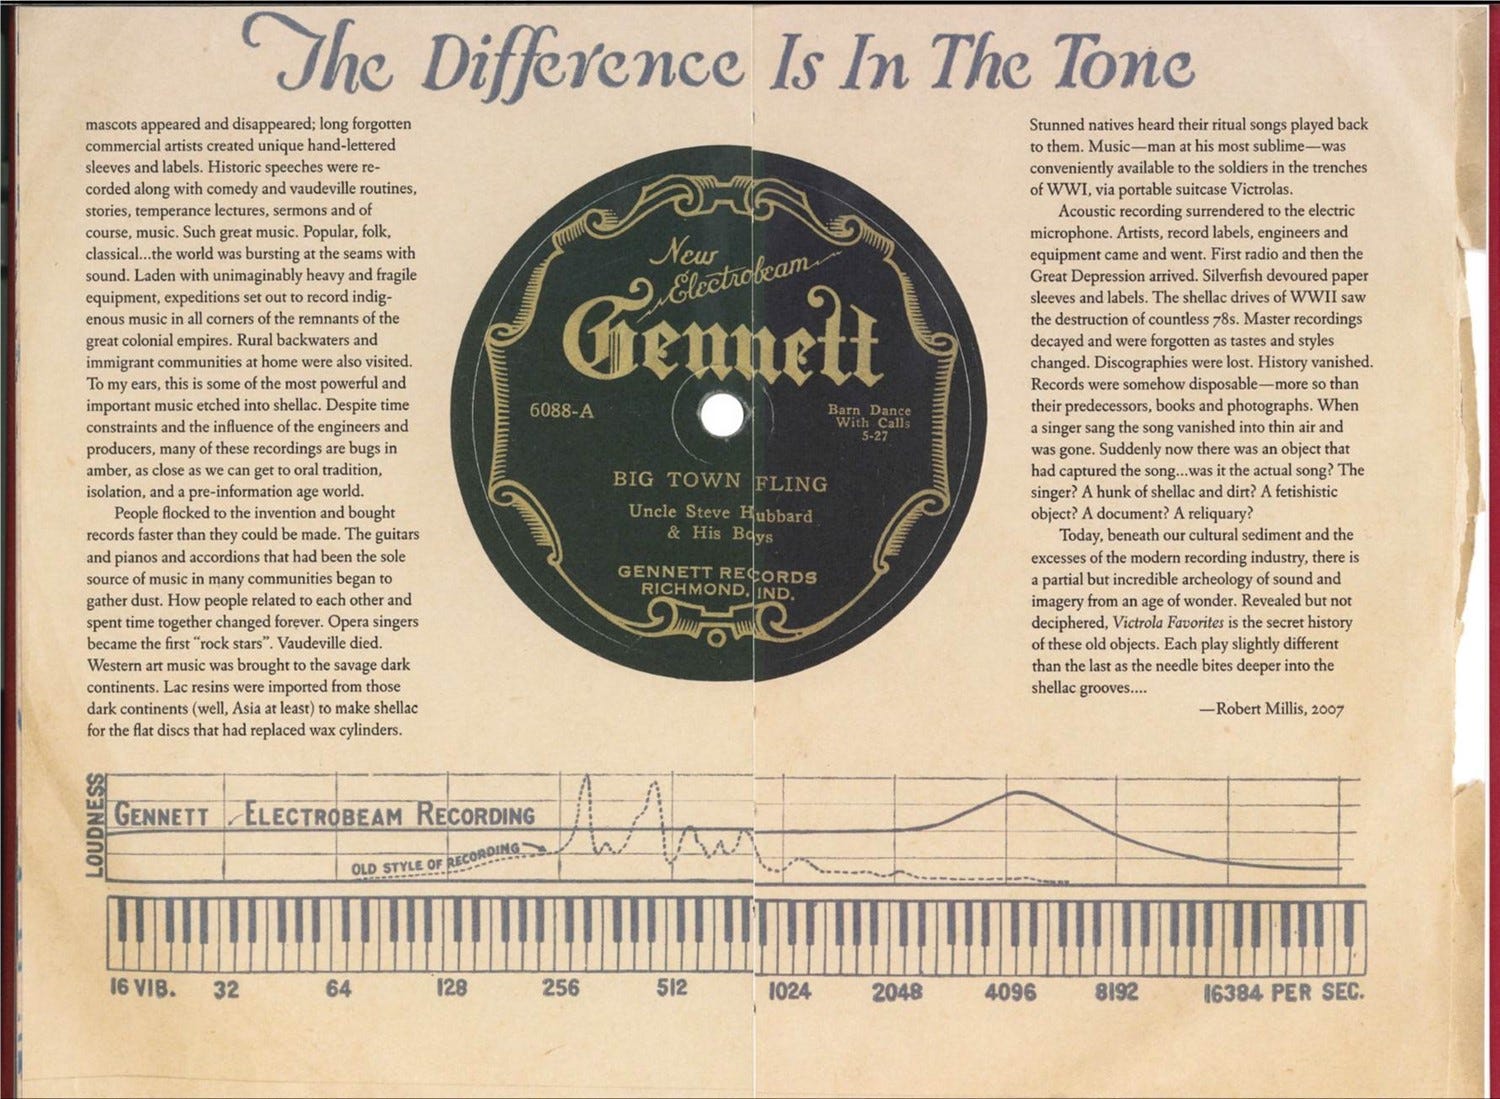 The Difference Is In The Tone
mascots appeared and disappeared; long forgotten
commercial artists created unique hand-lettered
sleeves and labels. Historic speeches were re-
corded along with comedy and vaudeville routines,
stories, temperance lectures, sermons and of
course, music. Such great music. Popular, folk,
classical...the world was bursting at the seams with
sound. Laden with unimaginably heavy and fragile
equipment, expeditions set out to record indig-
enous music in all corners of the remnants of the
great colonial empires. Rural backwaters and
immigrant communities at home were also visited.
To my ears, this is some of the most powerful and
important music etched into shellac. Despite time
constraints and the influence of the engineers and
producers, many of these recordings are bugs in
amber, as close as we can get to oral tradition,
isolation, and a pre-information age world.
People flocked to the invention and bought
records faster than they could be made. The guitars
and pianos and accordions that had been the sole
source of music in many communities began to
gather dust. How people related to each other and
spent time together changed forever. Opera singers
became the first "rock stars". Vaudeville died.
Western art music was brought to the savage dark
continents. Lac resins were imported from those
dark continents (well, Asia at least) to make shellac
for the flat discs that had replaced wax cylinders.
New
Electrobeam
Gennett
6088-A
Barn Dance
With Calls
5-27
BIG TOWN FLING
Uncle Steve Hubbard
& His Boys
GENNETT RECORDS
RICHMOND, IND.
Stunned natives heard their ritual songs played back
to them. Music—man at his most sublime—was
conveniently available to the soldiers in the trenches
of WWI, via portable suitcase Victrolas.
Acoustic recording surrendered to the electric
microphone. Artists, record labels, engineers and
equipment came and went. First radio and then the
Great Depression arrived. Silverfish devoured paper
sleeves and labels. The shellac drives of WWII saw
the destruction of countless 78s. Master recordings
decayed and were forgotten as tastes and styles
changed. Discographies were lost. History vanished.
Records were somehow disposable—more so than
their predecessors, books and photographs. When
a singer sang the song vanished into thin air and
was gone. Suddenly now there was an object that
had captured the song...was it the actual song? The
singer? A hunk of shellac and dirt? A fetishistic
object? A document? A reliquary?
Today, beneath our cultural sediment and the
excesses of the modern recording industry, there is
a partial but incredible archeology of sound and
imagery from an age of wonder. Revealed but not
deciphered, Victrola Favorites is the secret history
of these old objects. Each play slightly different
than the last as the needle bites deeper into the
shellac grooves....
—Robert Millis, 2007
LOUDNESS
GENNETT ELECTROBEAM RECORDING
OLD STYLE OF RECORDING
16 VIB. 32 64 128 256 512 1024 2048 4096 8192 16384 PER SEC.